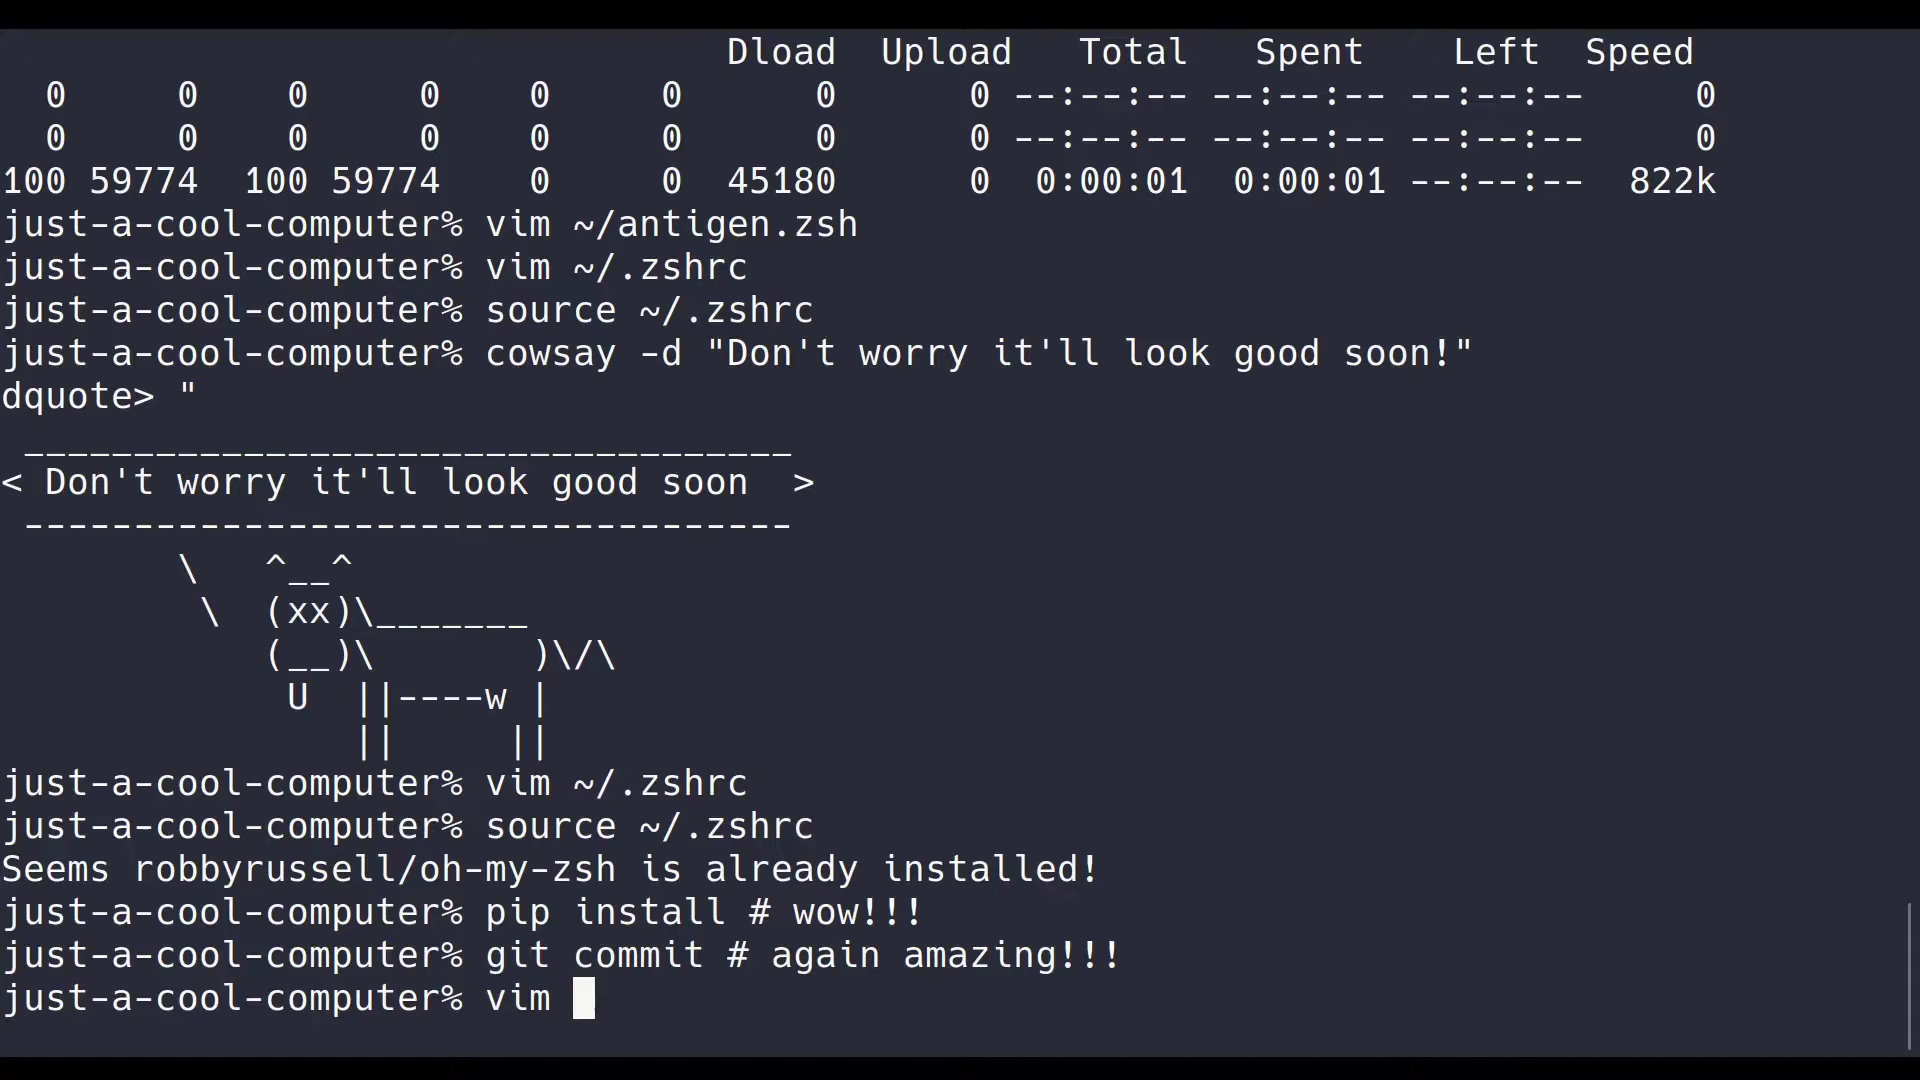 Dload  Upload   Total   Spent    Left  Speed
  0     0    0     0    0     0      0      0 --:--:-- --:--:-- --:--:--     0
  0     0    0     0    0     0      0      0 --:--:-- --:--:-- --:--:--     0
100 59774  100 59774    0     0  45180      0  0:00:01  0:00:01 --:--:--  822k
just-a-cool-computer% vim ~/antigen.zsh
just-a-cool-computer% vim ~/.zshrc
just-a-cool-computer% source ~/.zshrc
just-a-cool-computer% cowsay -d "Don't worry it'll look good soon!"
dquote> "
 ___________________________________
< Don't worry it'll look good soon  >
 -----------------------------------
        \   ^__^
         \  (xx)\_______
            (__)\       )\/\
             U  ||----w |
                ||     ||
just-a-cool-computer% vim ~/.zshrc
just-a-cool-computer% source ~/.zshrc
Seems robbyrussell/oh-my-zsh is already installed!
just-a-cool-computer% pip install # wow!!!
just-a-cool-computer% git commit # again amazing!!!
just-a-cool-computer% vim